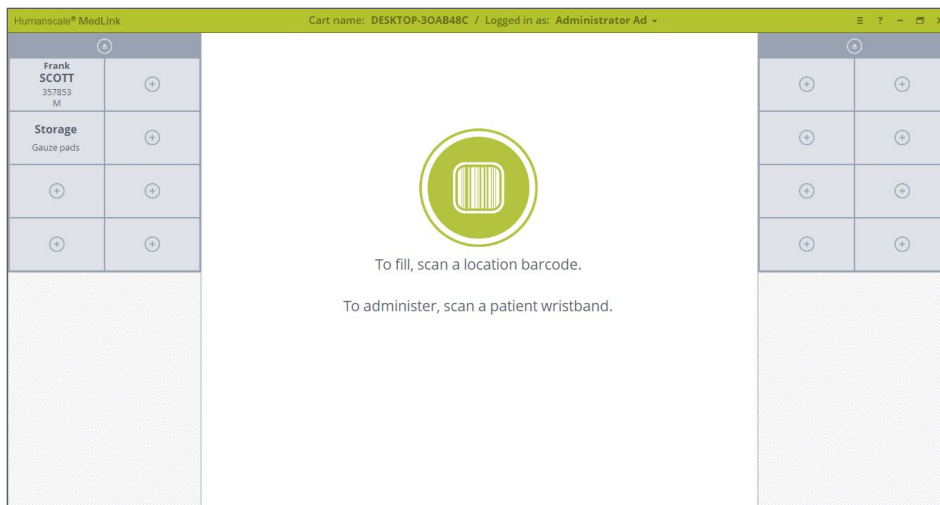 Humanscale® MedLink
Cart name: DESKTOP-3OAB48C / Logged in as: Administrator Ad
Frank
SCOTT
357853
M
Storage
Gauze pads
To fill, scan a location barcode.
To administer, scan a patient wristband.